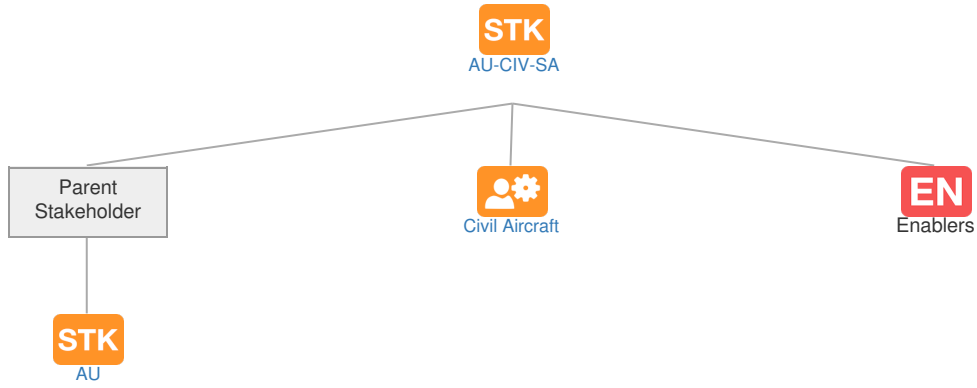 STK
AU-CIV-SA
Parent
Stakeholder
Civil Aircraft
EN
Enablers
STK
AU